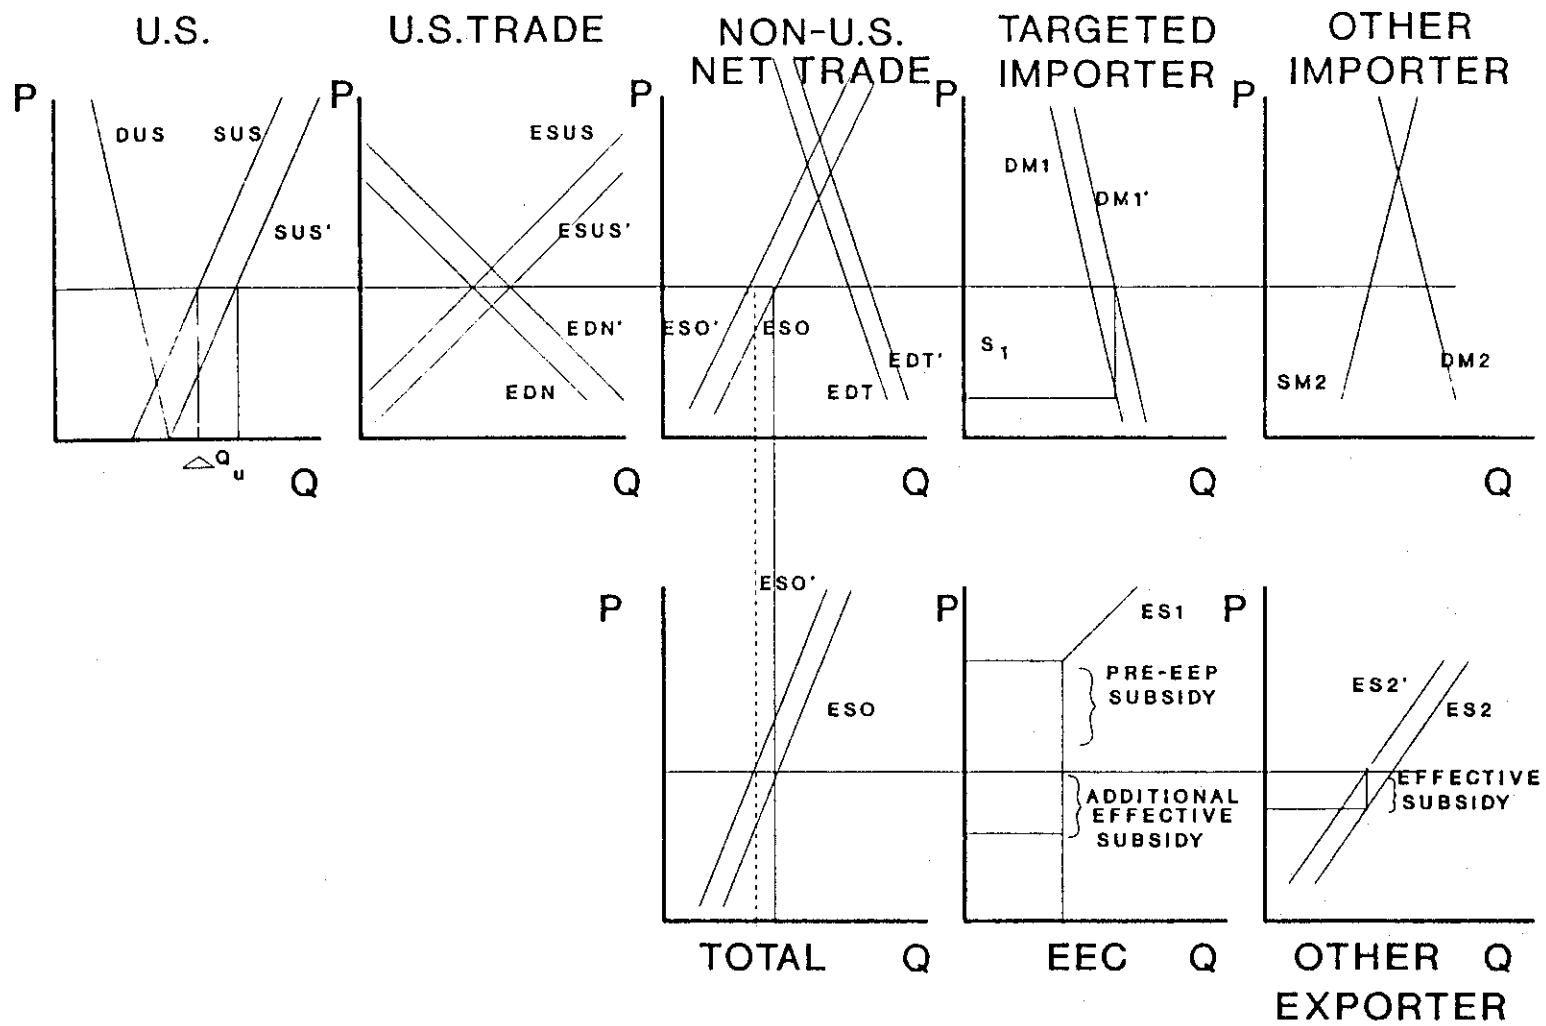 U.S.
U.S.TRADE
NON-U.S.
NET TRADE
TARGETED
IMPORTER
OTHER
IMPORTER
P
P
P
P
P
DUS
SUS
SUS'
△Qu
Q
ESUS
ESUS'
EDN'
EDN
Q
ESO'
ESO
EDT'
EDT
Q
DM1
DM1'
S1
Q
SM2
DM2
Q
P
ESO'
ESO
TOTAL
Q
P
ES1
PRE-EEP
SUBSIDY
ADDITIONAL
EFFECTIVE
SUBSIDY
EEC
Q
P
ES2'
ES2
EFFECTIVE
SUBSIDY
OTHER
EXPORTER
Q